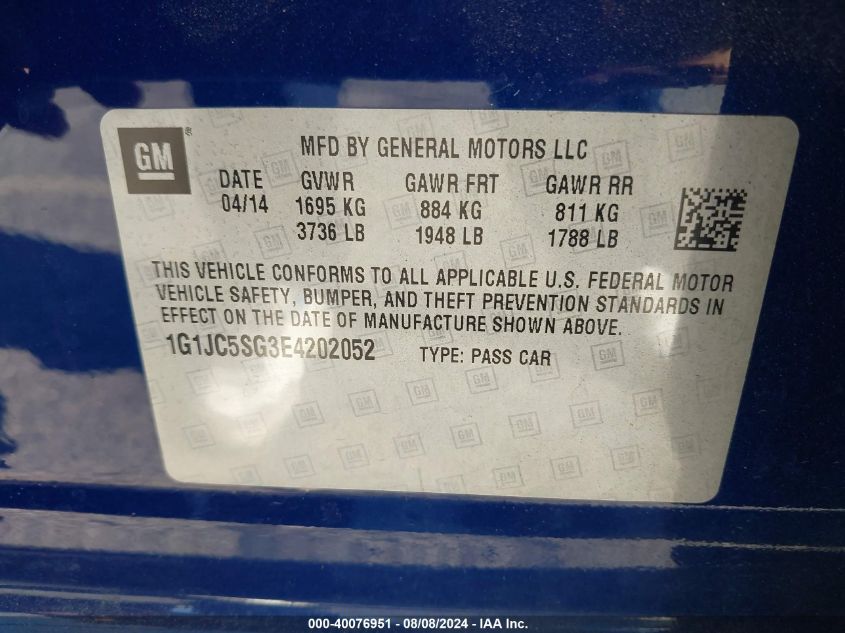 GM ®
MFD BY GENERAL MOTORS LLC
DATE GVWR GAWR FRT GAWR RR
04/14 1695 KG 884 KG 811 KG
3736 LB 1948 LB 1788 LB
THIS VEHICLE CONFORMS TO ALL APPLICABLE U.S. FEDERAL MOTOR
VEHICLE SAFETY, BUMPER, AND THEFT PREVENTION STANDARDS IN
EFFECT ON THE DATE OF MANUFACTURE SHOWN ABOVE.
1G1JC5SG3E4202052 TYPE: PASS CAR
000-40076951 - 08/08/2024 - IAA Inc.